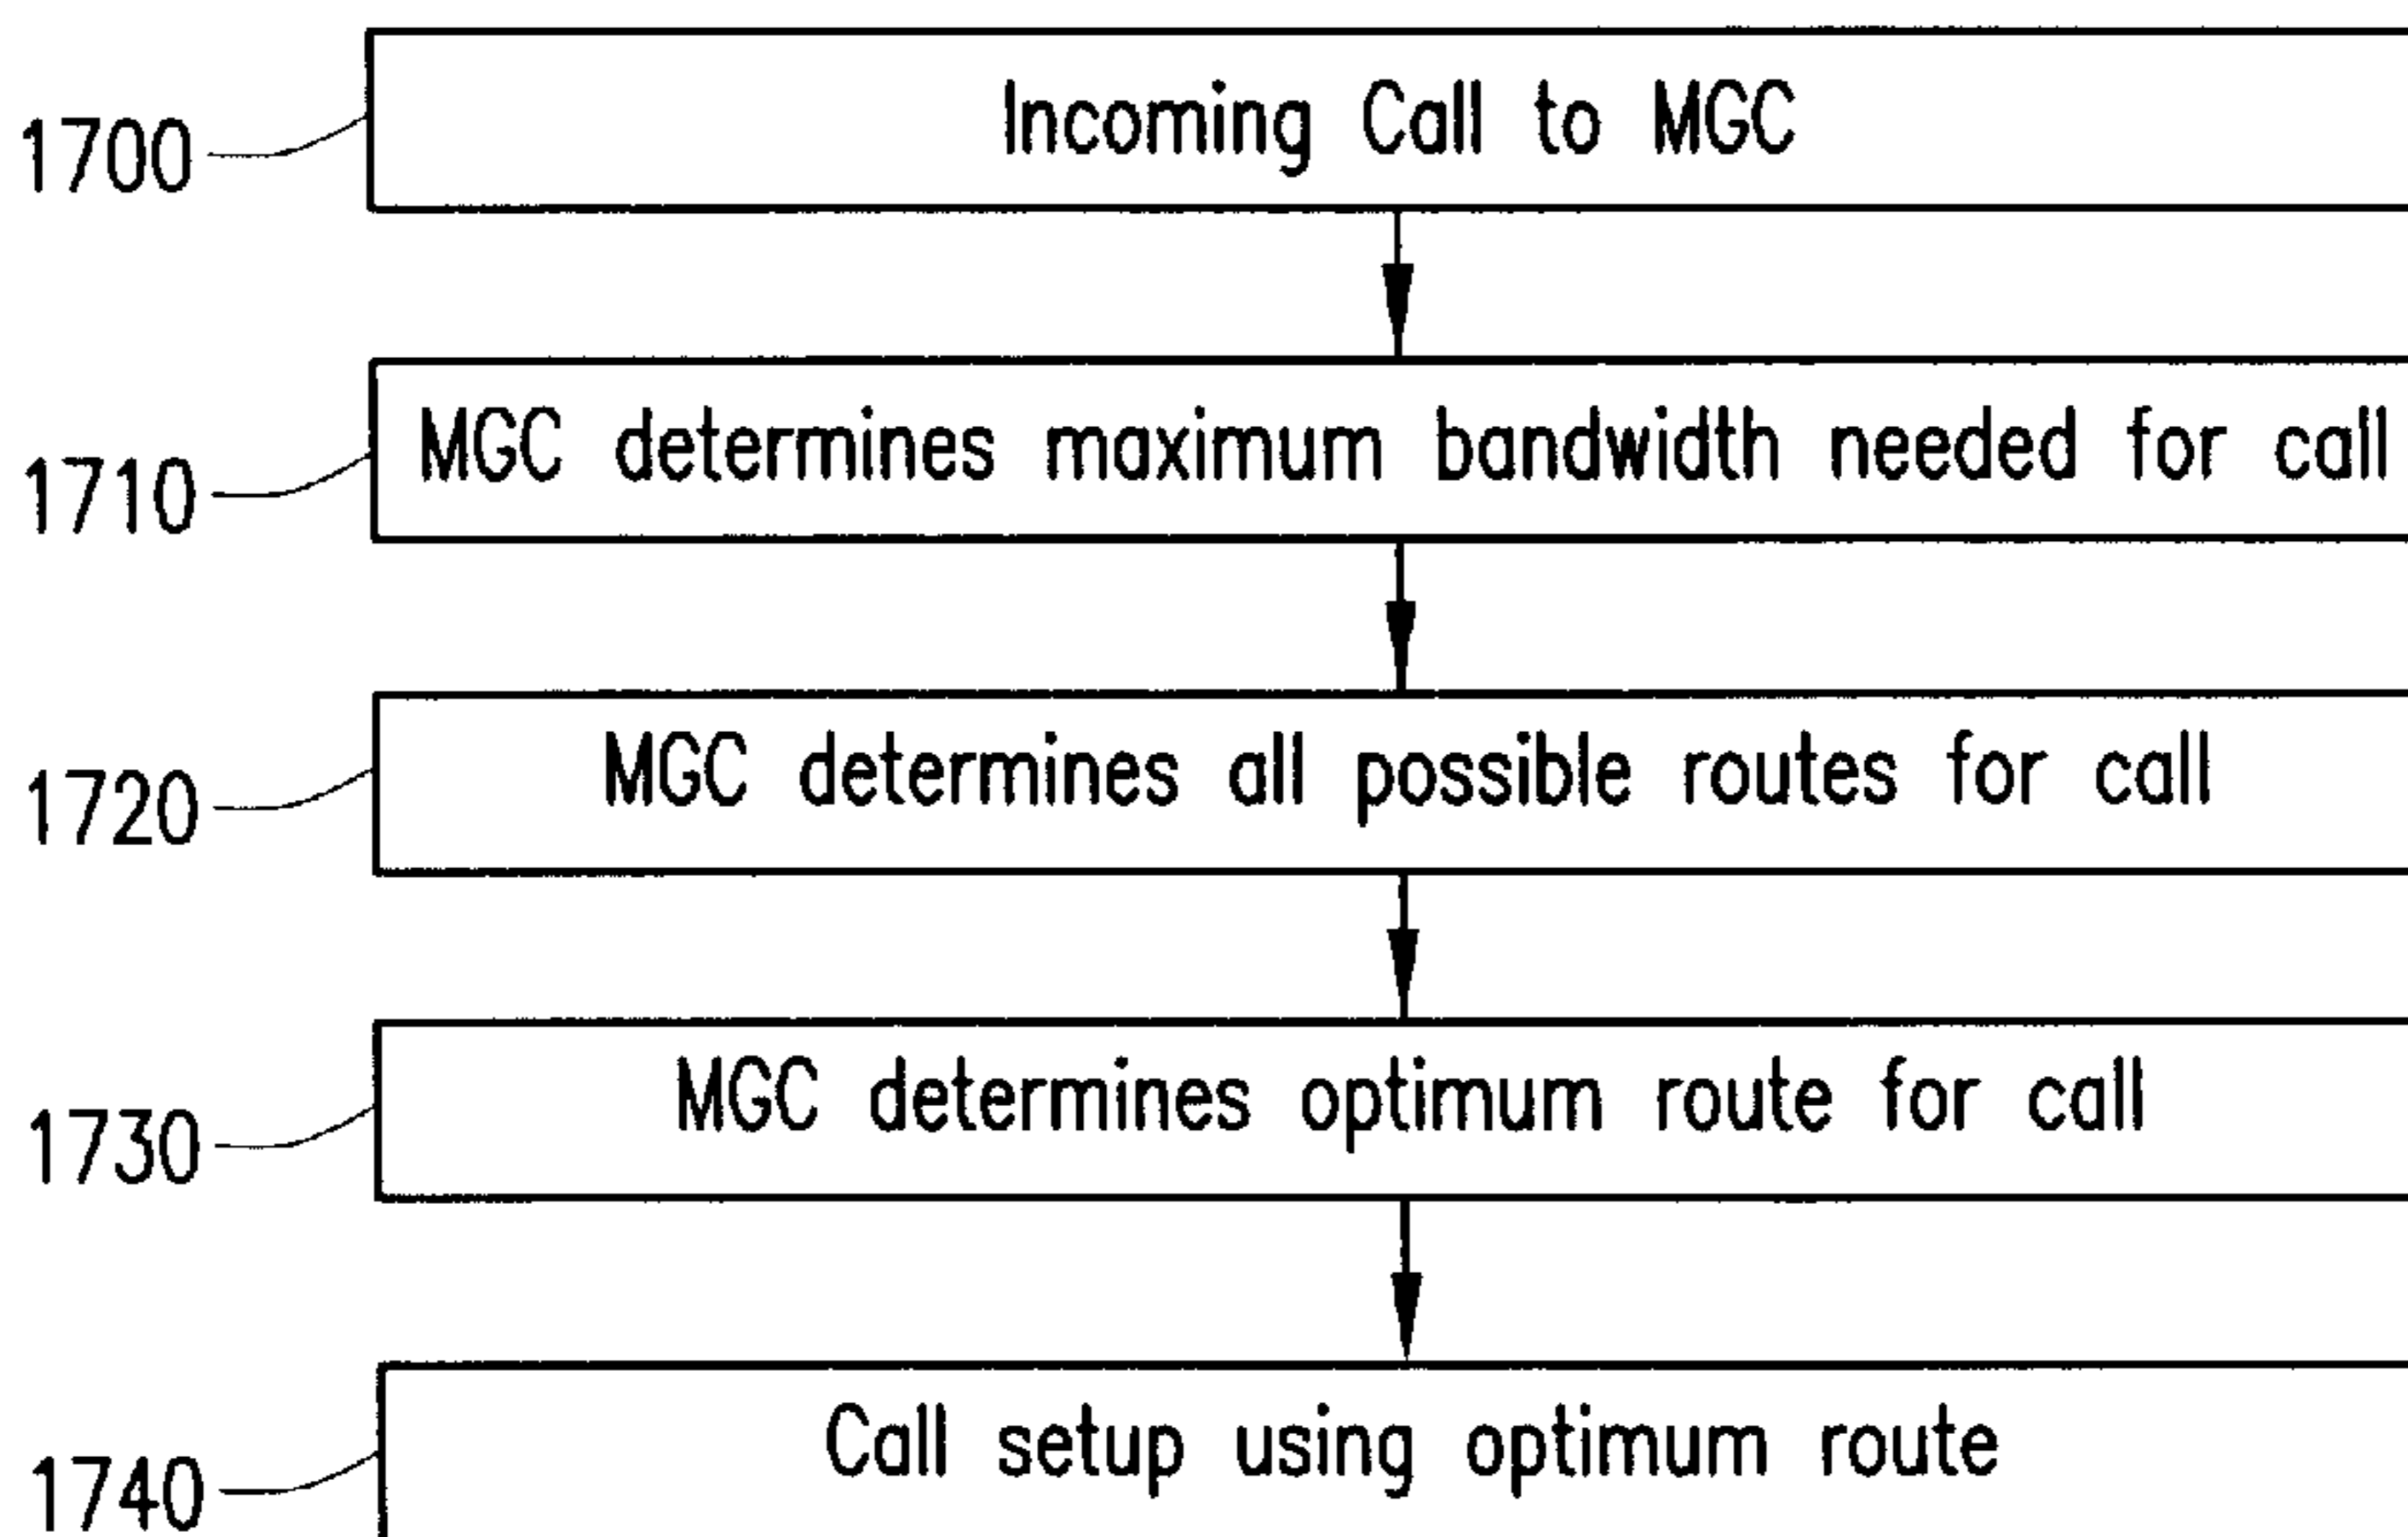 1700
Incoming Call to MGC
1710
MGC determines maximum bandwidth needed for call
1720
MGC determines all possible routes for call
1730
MGC determines optimum route for call
1740
Call setup using optimum route